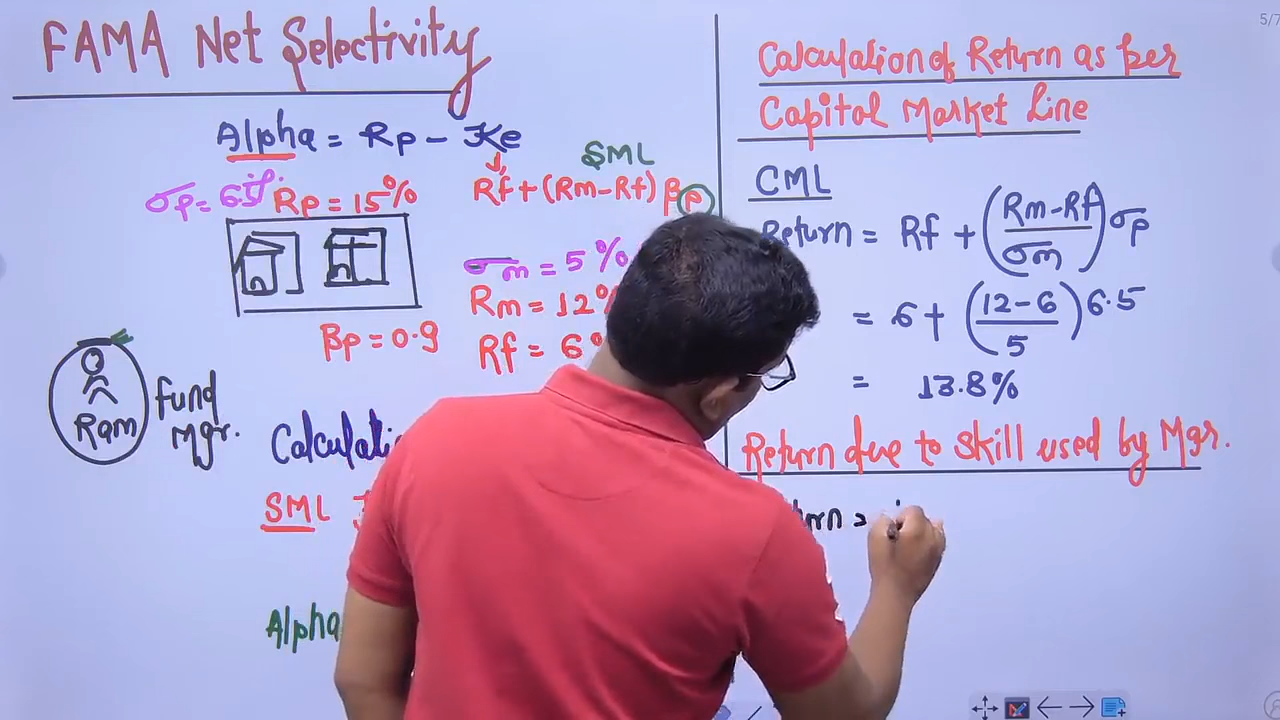 FAMA Net Selectivity
Alpha = Rp - Ke
SML
σp = 6.5%
Rp = 15%
Rf + (Rm-Rf) βp
σm = 5%
Rm = 12%
Rf = 6
βp = 0.9
Ram
Fund
Mgr.
SML
Alpha
5/7
Calculation of Return as per
Capital Market Line
CML
Return = Rf + (Rm-Rf / σm) σp
= 6 + (12-6 / 5) 6.5
= 13.8%
Return due to skill used by Mgr.